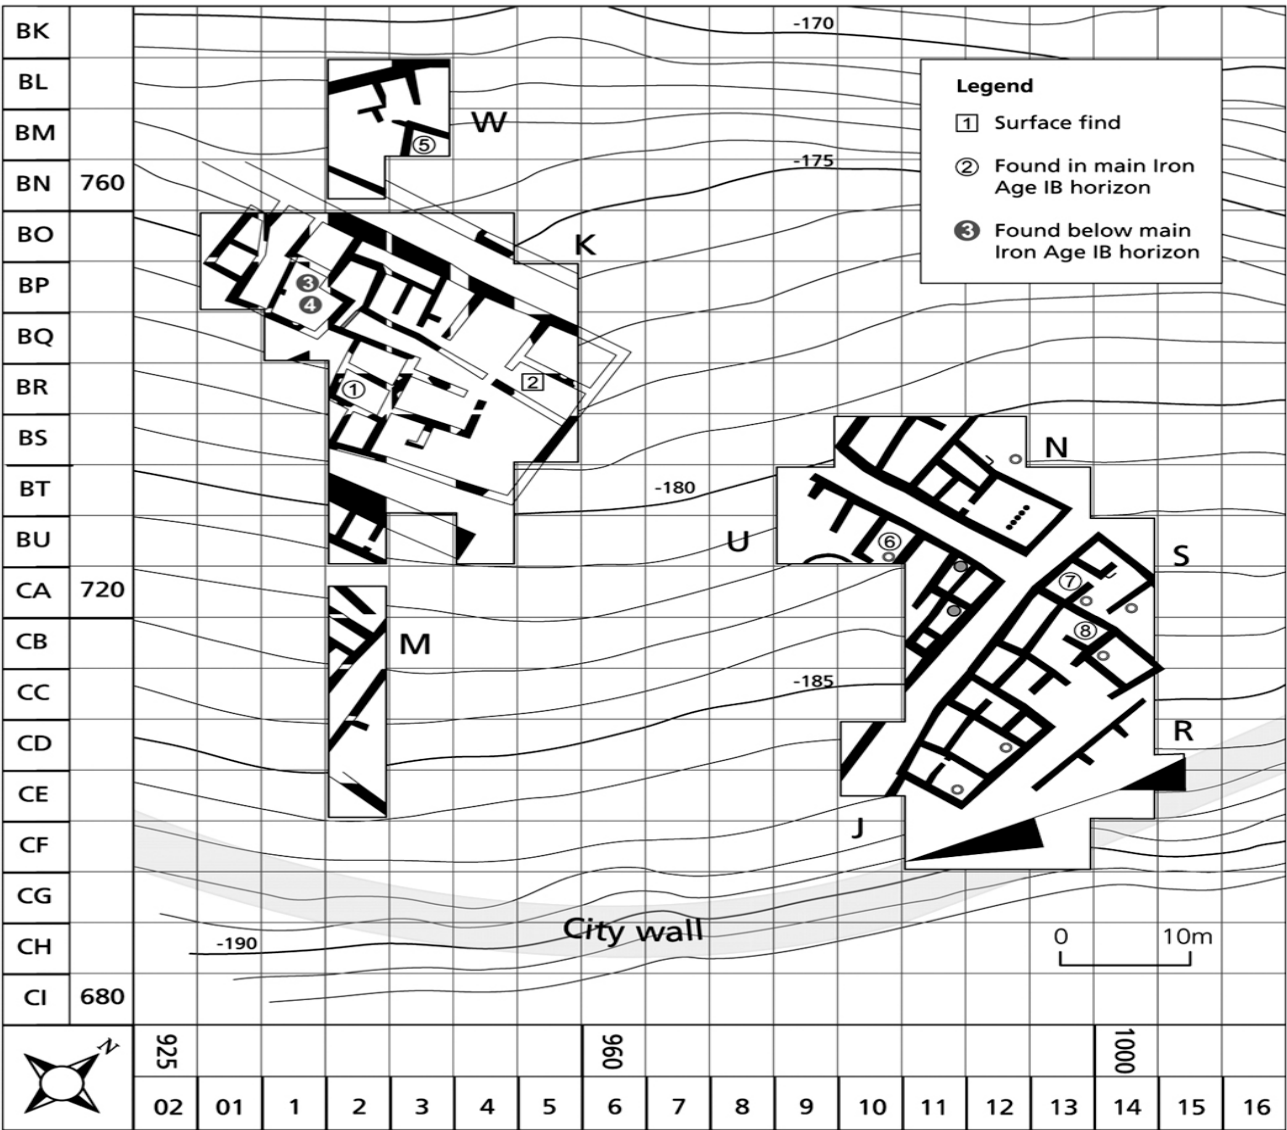 BK
-170
BL
Legend
1 Surface find
BM
W
5
2 Found in main Iron
Age IB horizon
-175
BN 760
3 Found below main
Iron Age IB horizon
BO
K
BP
3
4
BQ
BR
1
2
BS
N
BT
-180
BU
U
6
S
CA 720
7
CB
M
8
CC
-185
CD
R
CE
CF
J
CG
City wall
CH
-190
0 10m
CI 680
N
925
960
1000
02 01 1 2 3 4 5 6 7 8 9 10 11 12 13 14 15 16